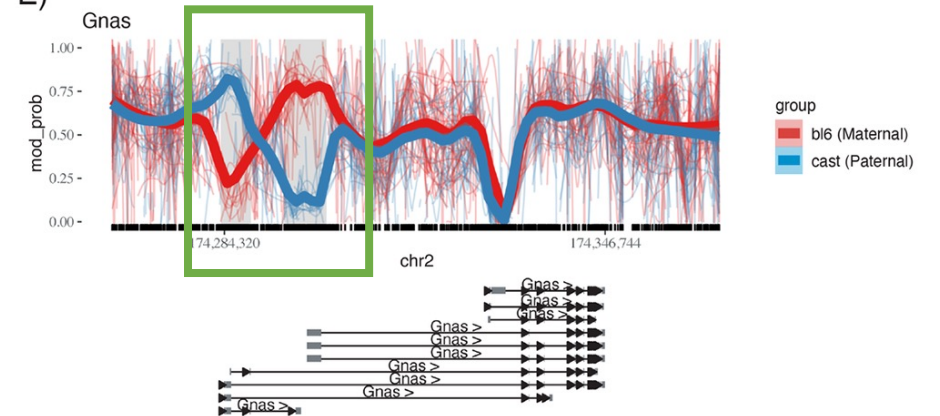 E)
Gnas
1.00
0.75
0.50
0.25
0.00
mod_prob
174,284,320
174,346,744
chr2
group
bl6 (Maternal)
cast (Paternal)
Gnas >
Gnas >
Gnas >
Gnas >
Gnas >
Gnas >
Gnas >
Gnas >
Gnas >
Gnas >